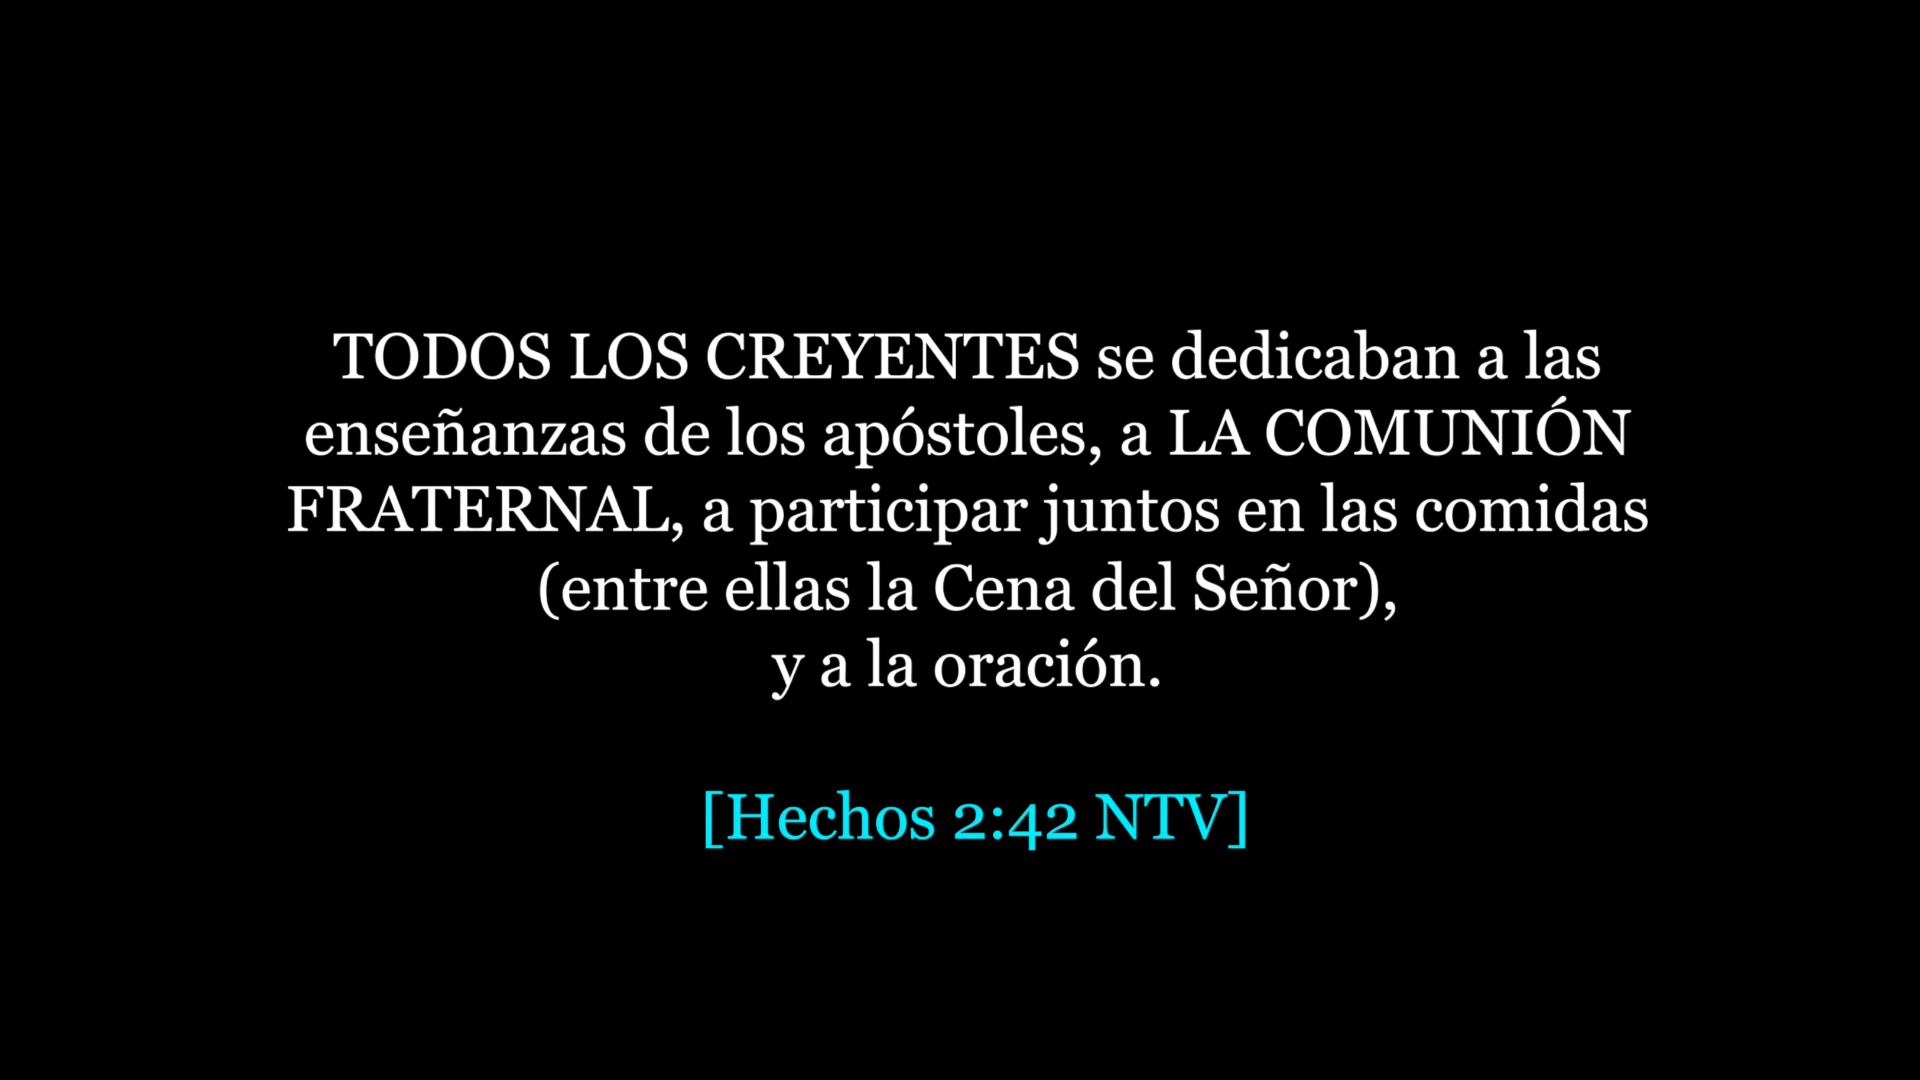 TODOS LOS CREYENTES se dedicaban a las
enseñanzas de los apóstoles, a LA COMUNIÓN
FRATERNAL, a participar juntos en las comidas
(entre ellas la Cena del Señor),
y a la oración.
[Hechos 2:42 NTV]